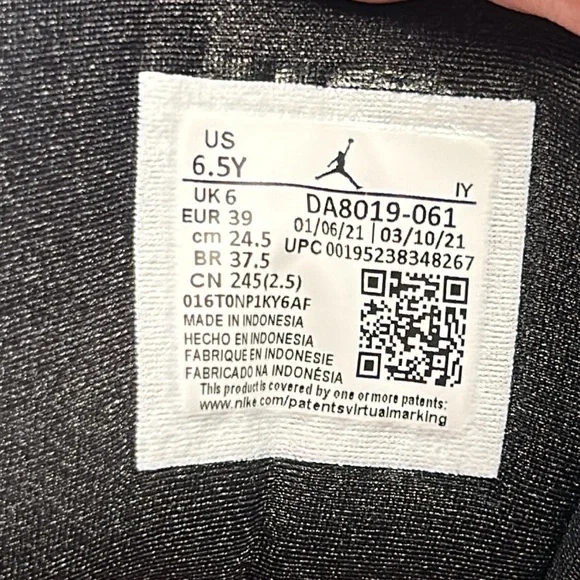 US
6.5Y
IY
UK 6
EUR 39
cm 24.5
BR 37.5
CN 245(2.5)
DA8019-061
01/06/21 | 03/10/21
UPC 00195238348267
016T0NP1KY6AF
MADE IN INDONESIA
HECHO EN INDONESIA
FABRIQUE EN INDONESIE
FABRICADO NA INDONÉSIA
This product is covered by one or more patents:
www.nike.com/patentsvirtualmarking